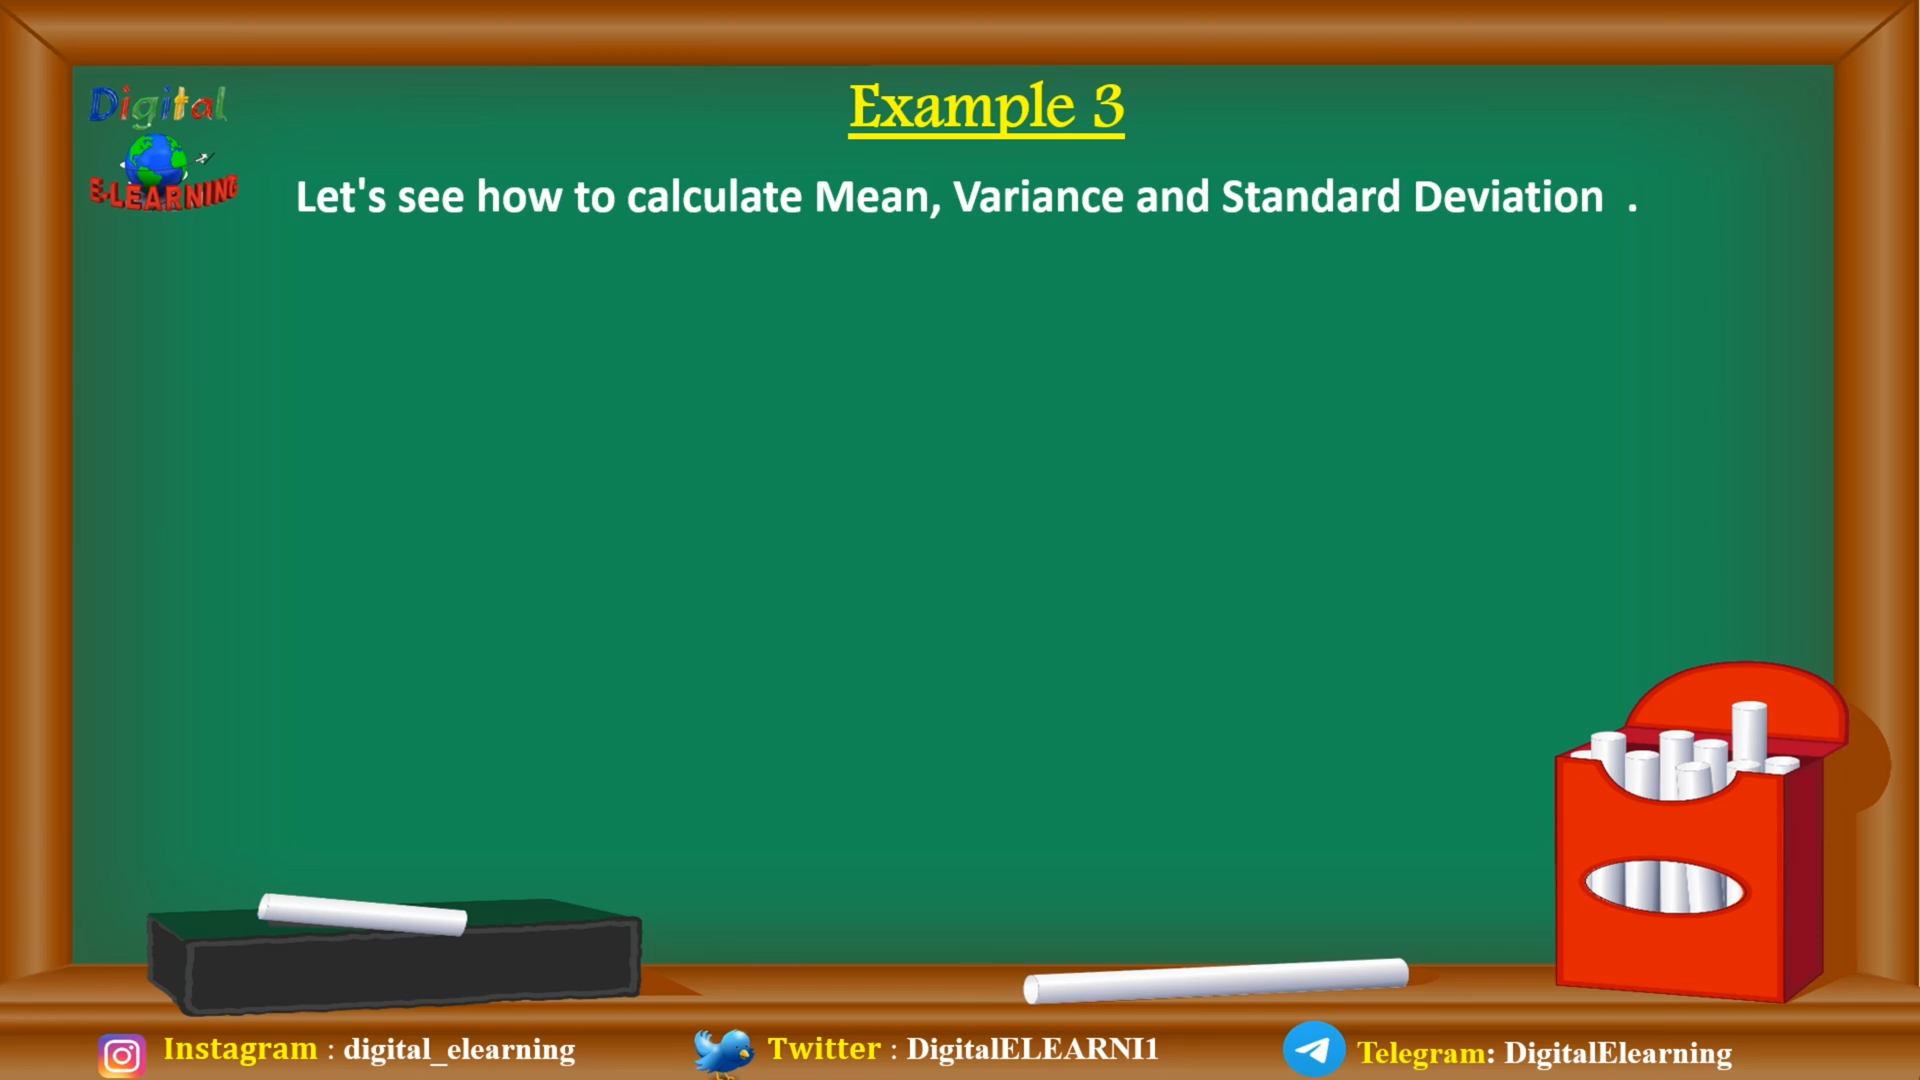 Digital
E-LEARNING
Example 3
Let's see how to calculate Mean, Variance and Standard Deviation .
Instagram : digital_elearning
Twitter : DigitalELEARNI1
Telegram: DigitalElearning